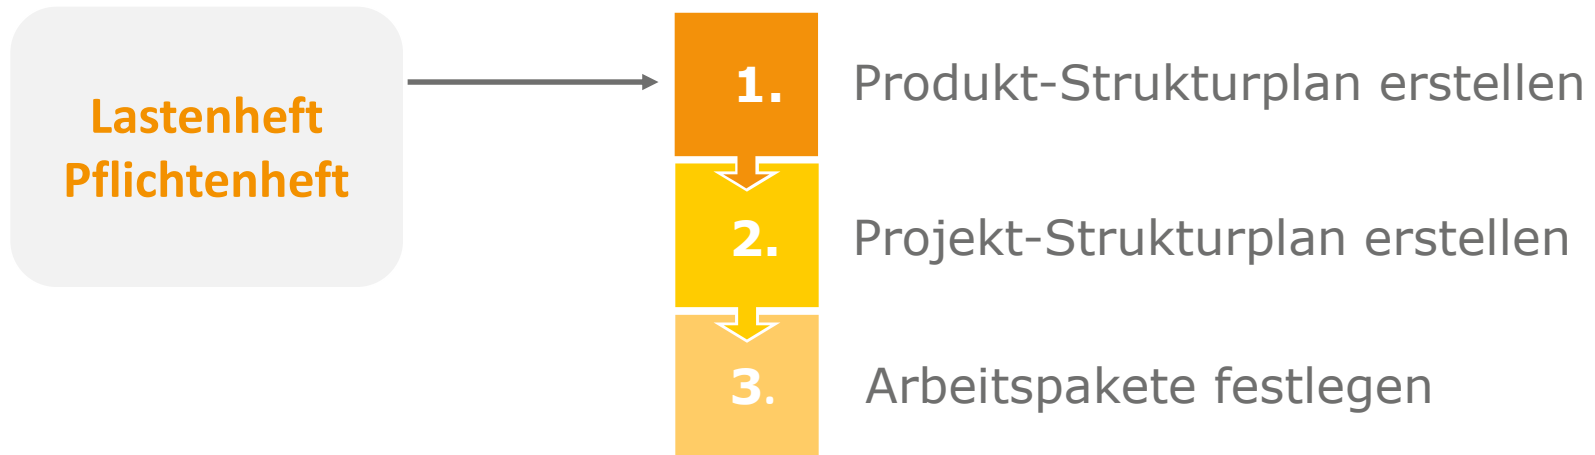 Lastenheft
Pflichtenheft
1.
Produkt-Strukturplan erstellen
2.
Projekt-Strukturplan erstellen
3.
Arbeitspakete festlegen